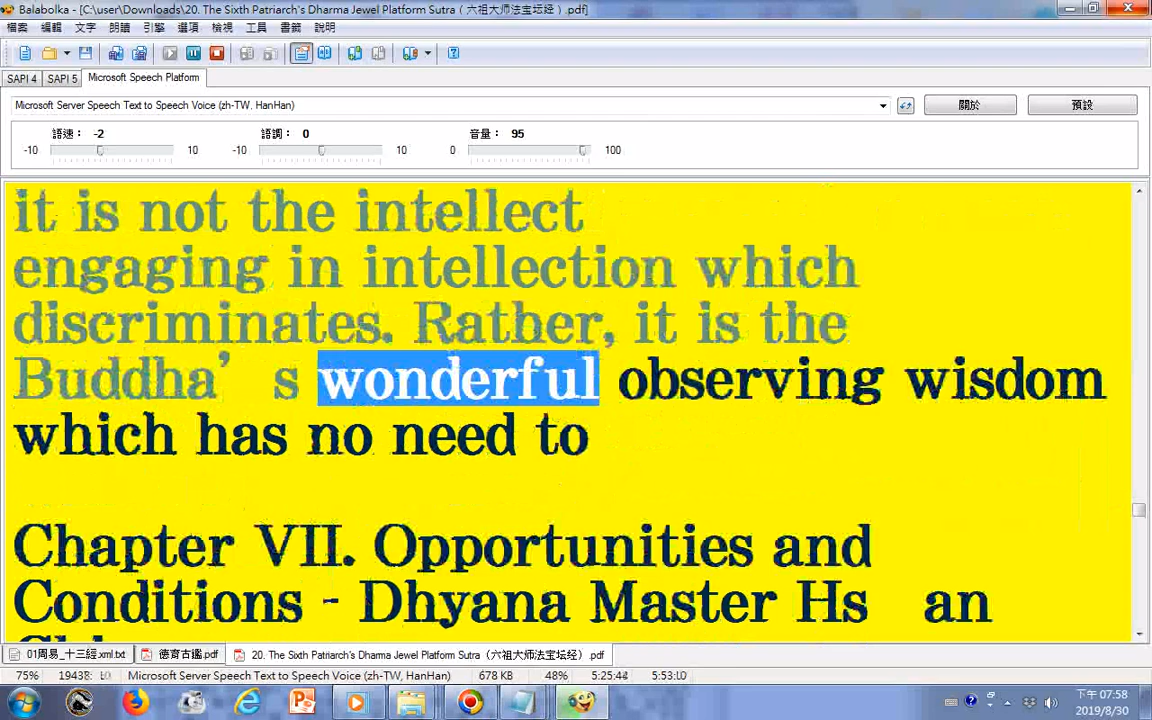 Balabolka - [C:\user\Downloads\20. The Sixth Patriarch's Dharma Jewel Platform Sutra（六祖大师法宝坛经）.pdf]
檔案 編輯 文字 朗讀 引擎 選項 檢視 工具 書籤 說明
SAPI 4 SAPI 5 Microsoft Speech Platform
Microsoft Server Speech Text to Speech Voice (zh-TW, HanHan) 關於 預設
語速： -2 語調： 0 音量： 95
-10 10 -10 10 0 100
it is not the intellect
engaging in intellection which
discriminates. Rather, it is the
Buddha’ s wonderful observing wisdom
which has no need to
Chapter VII. Opportunities and
Conditions - Dhyana Master Hs an
01周易_十三經.xml.txt 德育古鑑.pdf 20. The Sixth Patriarch's Dharma Jewel Platform Sutra（六祖大师法宝坛经）.pdf
75% Microsoft Server Speech Text to Speech Voice (zh-TW, HanHan) 678 KB 48% 5:25:44 5:53:10
下午 07:58
2019/8/30